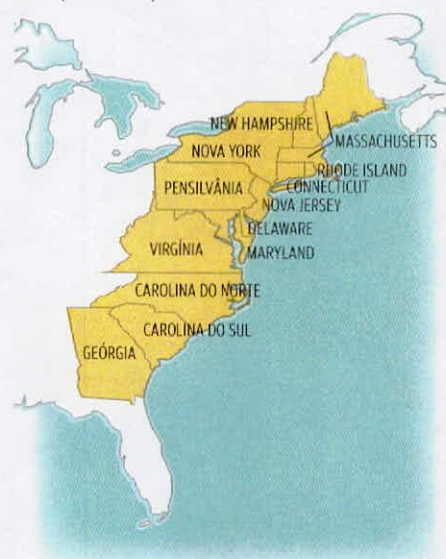 NEW HAMPSHIRE
MASSACHUSETTS
NOVA YORK
RHODE ISLAND
PENSILVÂNIA
CONNECTICUT
NOVA JERSEY
DELAWARE
VIRGÍNIA
MARYLAND
CAROLINA DO NORTE
CAROLINA DO SUL
GEÓRGIA